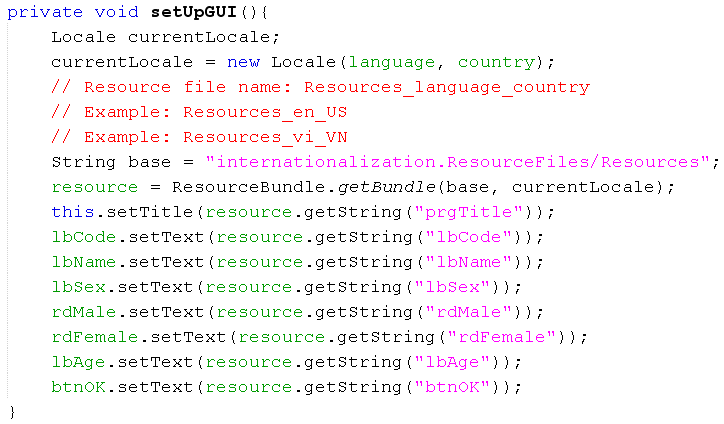 private void setUpGUI(){
    Locale currentLocale;
    currentLocale = new Locale(language, country);
    // Resource file name: Resources_language_country
    // Example: Resources_en_US
    // Example: Resources_vi_VN
    String base = "internationalization.ResourceFiles/Resources";
    resource = ResourceBundle.getBundle(base, currentLocale);
    this.setTitle(resource.getString("prgTitle"));
    lbCode.setText(resource.getString("lbCode"));
    lbName.setText(resource.getString("lbName"));
    lbSex.setText(resource.getString("lbSex"));
    rdMale.setText(resource.getString("rdMale"));
    rdFemale.setText(resource.getString("rdFemale"));
    lbAge.setText(resource.getString("lbAge"));
    btnOK.setText(resource.getString("btnOK"));
}